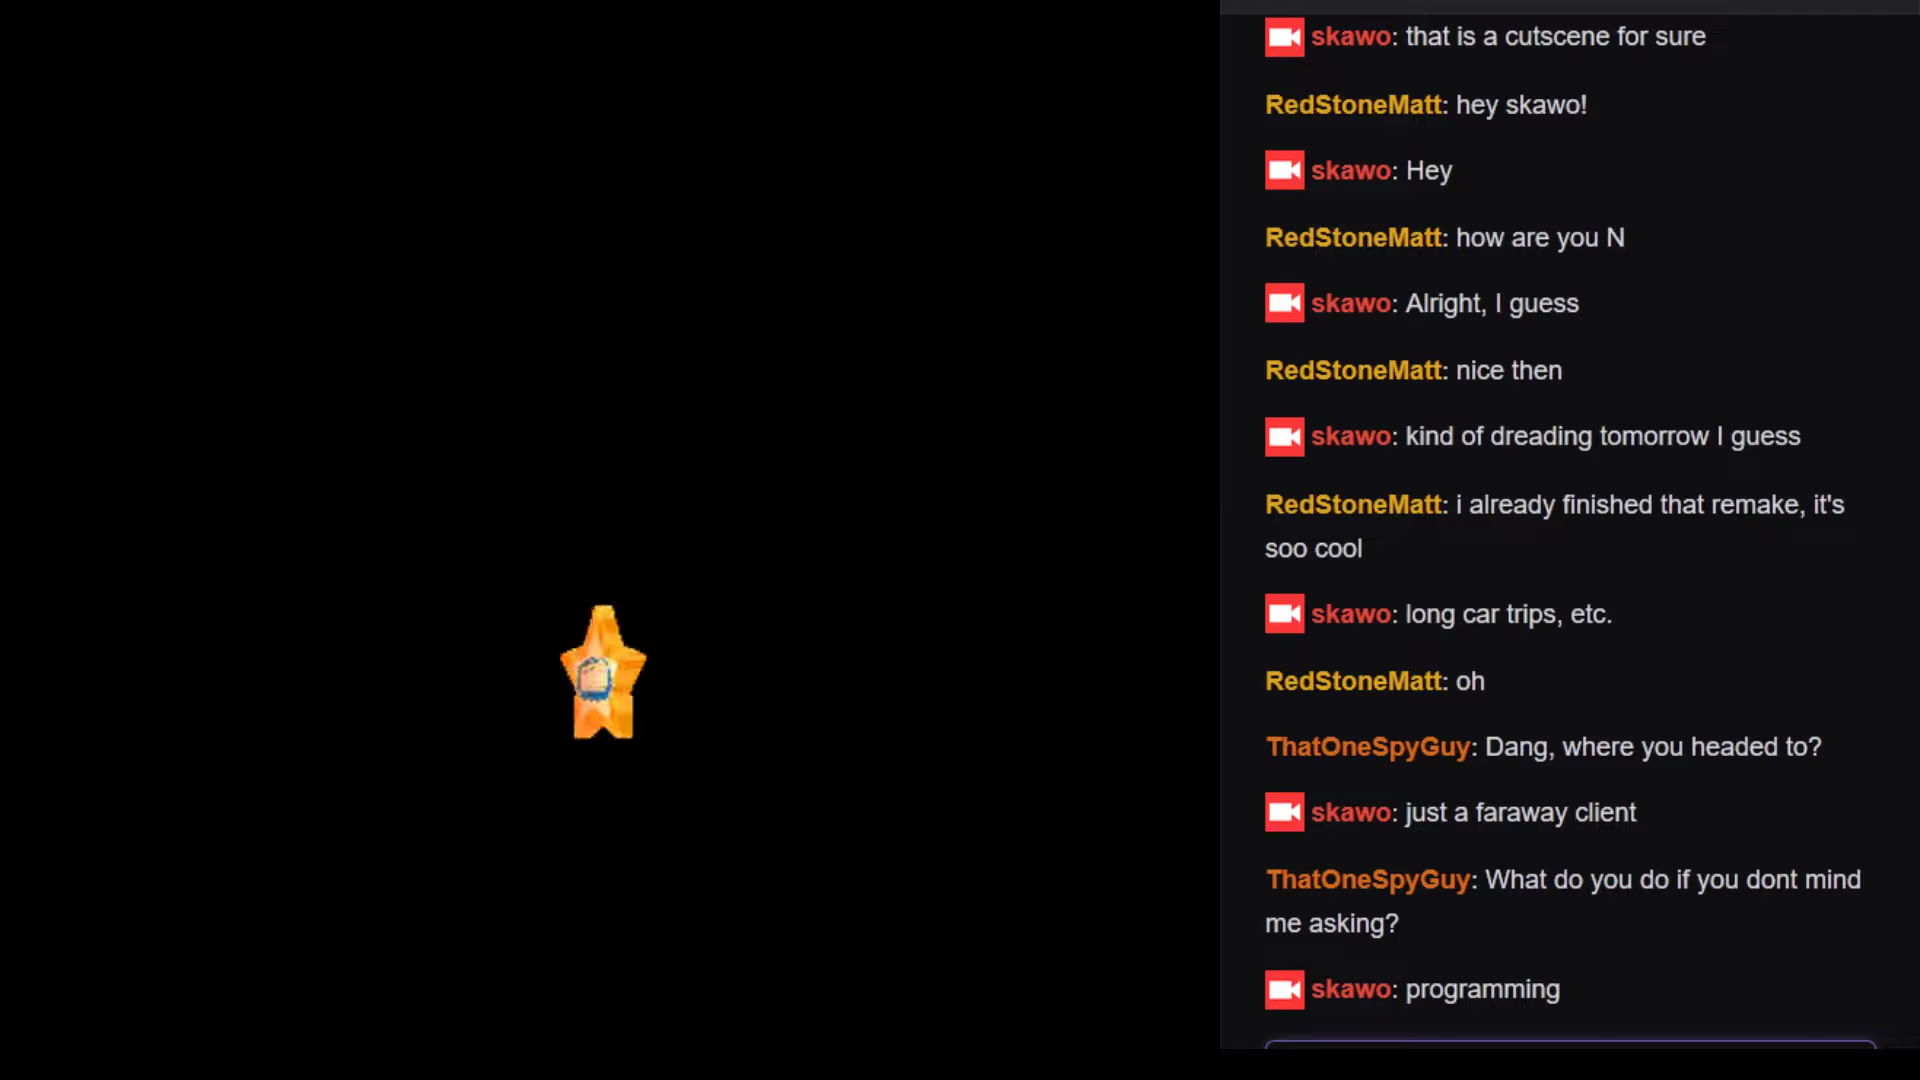 skawo: that is a cutscene for sure
RedStoneMatt: hey skawo!
skawo: Hey
RedStoneMatt: how are you N
skawo: Alright, I guess
RedStoneMatt: nice then
skawo: kind of dreading tomorrow I guess
RedStoneMatt: i already finished that remake, it's
soo cool
skawo: long car trips, etc.
RedStoneMatt: oh
ThatOneSpyGuy: Dang, where you headed to?
skawo: just a faraway client
ThatOneSpyGuy: What do you do if you dont mind
me asking?
skawo: programming